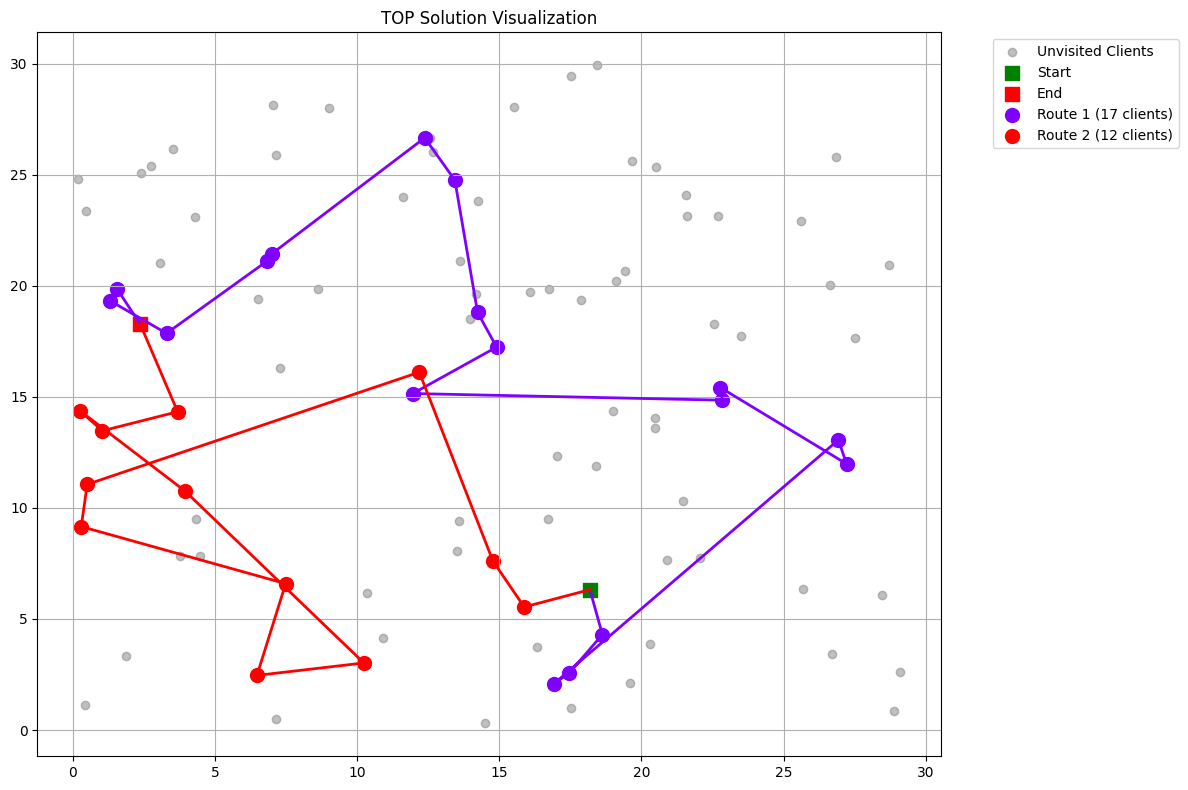 TOP Solution Visualization
Unvisited Clients
Start
End
Route 1 (17 clients)
Route 2 (12 clients)
30
25
20
15
10
5
0
0 5 10 15 20 25 30